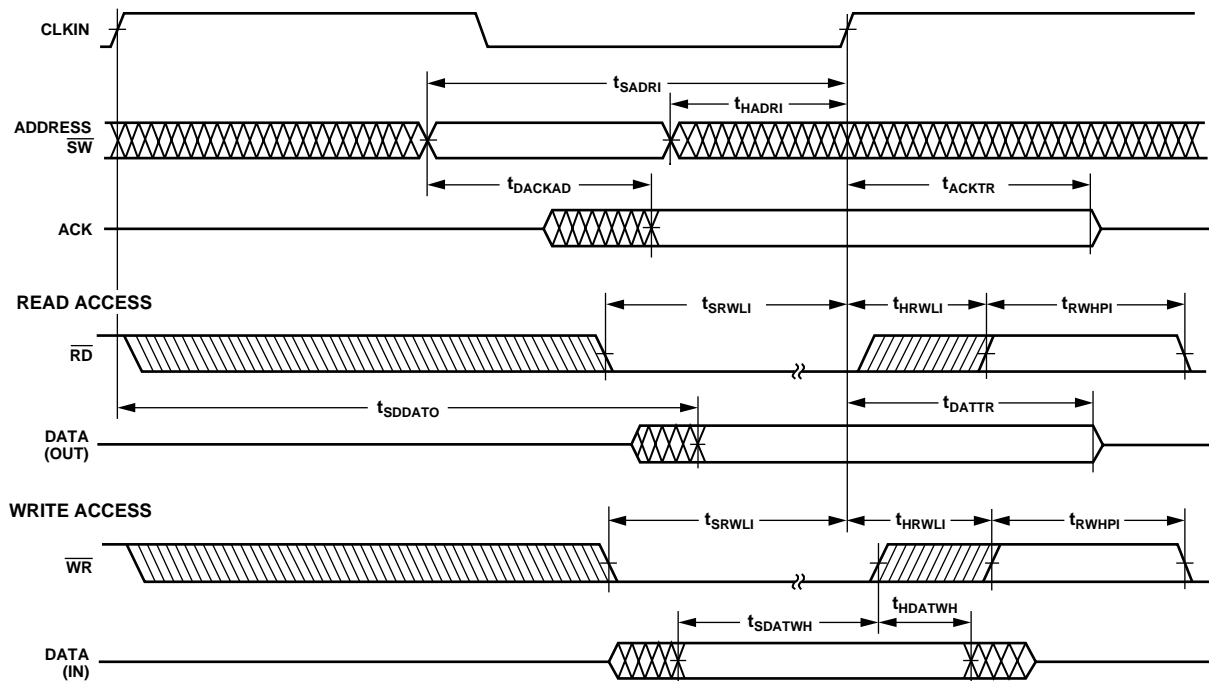 CLKIN
tSADRI
tHADRI
ADDRESS
SW
tDACKAD
tACKTR
ACK
READ ACCESS
tSRWLI
tHRWLI
tRWHPI
RD
tSDDATO
tDATTR
DATA
(OUT)
WRITE ACCESS
tSRWLI
tHRWLI
tRWHPI
WR
tSDATWH
tHDATWH
DATA
(IN)